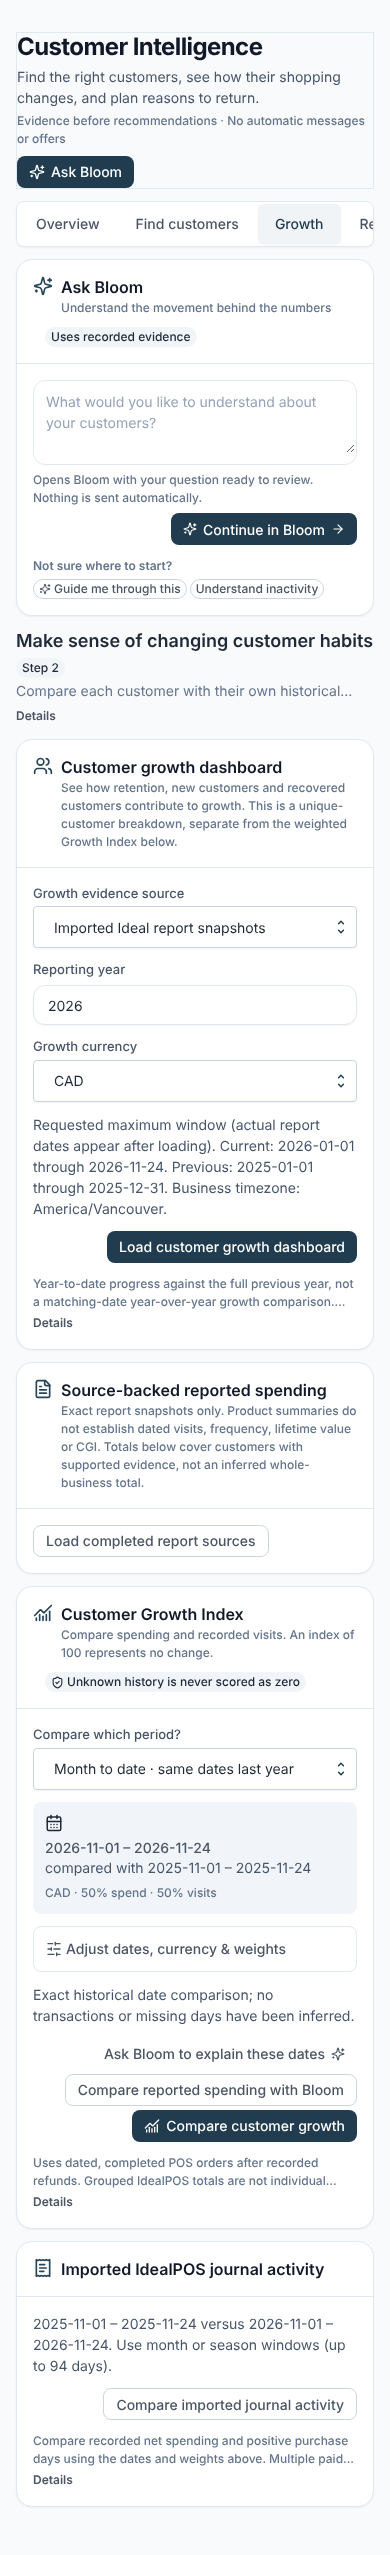 Customer Intelligence
Find the right customers, see how their shopping
changes, and plan reasons to return.
Evidence before recommendations · No automatic messages
or offers
Ask Bloom
Overview
Find customers
Growth
Re
Ask Bloom
Understand the movement behind the numbers
Uses recorded evidence
What would you like to understand about
your customers?
Opens Bloom with your question ready to review.
Nothing is sent automatically.
Continue in Bloom
Not sure where to start?
Guide me through this
Understand inactivity
Make sense of changing customer habits
Step 2
Compare each customer with their own historical...
Details
Customer growth dashboard
See how retention, new customers and recovered
customers contribute to growth. This is a unique-
customer breakdown, separate from the weighted
Growth Index below.
Growth evidence source
Imported Ideal report snapshots
Reporting year
2026
Growth currency
CAD
Requested maximum window (actual report
dates appear after loading). Current: 2026-01-01
through 2026-11-24. Previous: 2025-01-01
through 2025-12-31. Business timezone:
America/Vancouver.
Load customer growth dashboard
Year-to-date progress against the full previous year, not
a matching-date year-over-year growth comparison....
Details
Source-backed reported spending
Exact report snapshots only. Product summaries do
not establish dated visits, frequency, lifetime value
or CGI. Totals below cover customers with
supported evidence, not an inferred whole-
business total.
Load completed report sources
Customer Growth Index
Compare spending and recorded visits. An index of
100 represents no change.
Unknown history is never scored as zero
Compare which period?
Month to date · same dates last year
2026-11-01 – 2026-11-24
compared with 2025-11-01 – 2025-11-24
CAD · 50% spend · 50% visits
Adjust dates, currency & weights
Exact historical date comparison; no
transactions or missing days have been inferred.
Ask Bloom to explain these dates
Compare reported spending with Bloom
Compare customer growth
Uses dated, completed POS orders after recorded
refunds. Grouped IdealPOS totals are not individual...
Details
Imported IdealPOS journal activity
2025-11-01 – 2025-11-24 versus 2026-11-01 –
2026-11-24. Use month or season windows (up
to 94 days).
Compare imported journal activity
Compare recorded net spending and positive purchase
days using the dates and weights above. Multiple paid...
Details